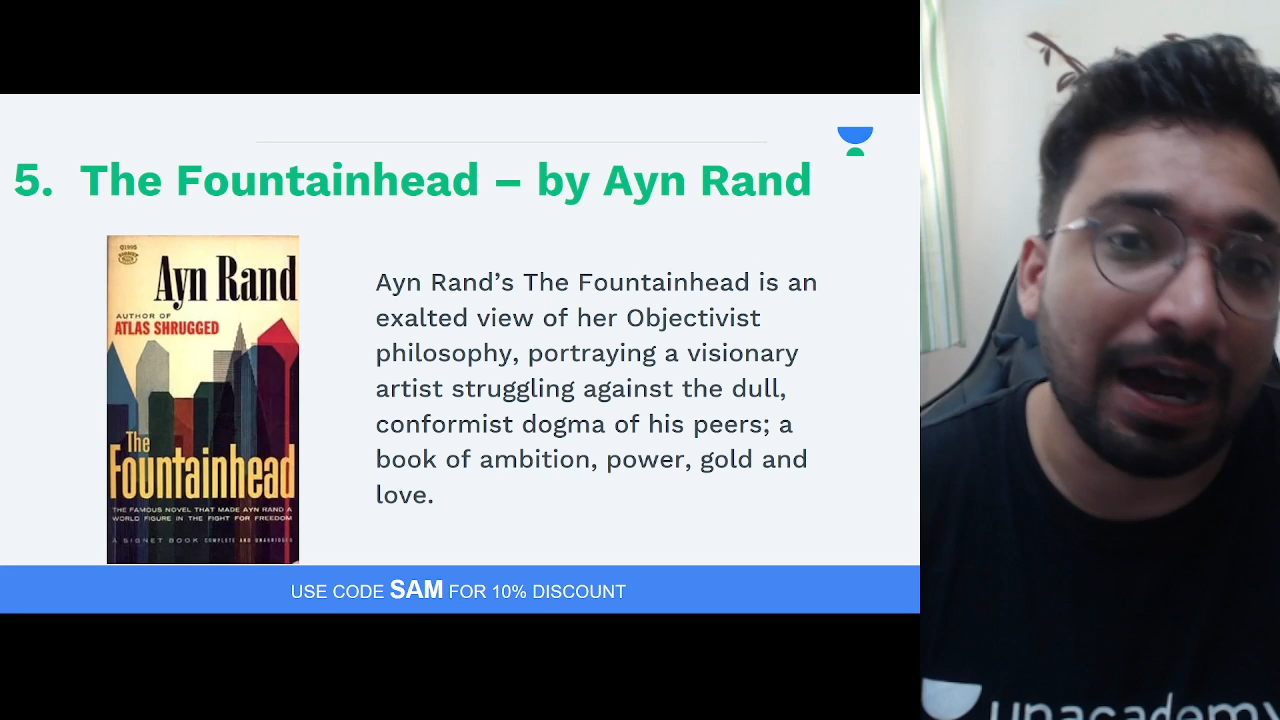 5. The Fountainhead – by Ayn Rand
Q1995
Ayn Rand
AUTHOR OF
ATLAS SHRUGGED
The
Fountainhead
THE FAMOUS NOVEL THAT MADE AYN RAND A
WORLD FIGURE IN THE FIGHT FOR FREEDOM
A SIGNET BOOK COMPLETE AND UNABRIDGED
Ayn Rand’s The Fountainhead is an
exalted view of her Objectivist
philosophy, portraying a visionary
artist struggling against the dull,
conformist dogma of his peers; a
book of ambition, power, gold and
love.
USE CODE SAM FOR 10% DISCOUNT
unacademy